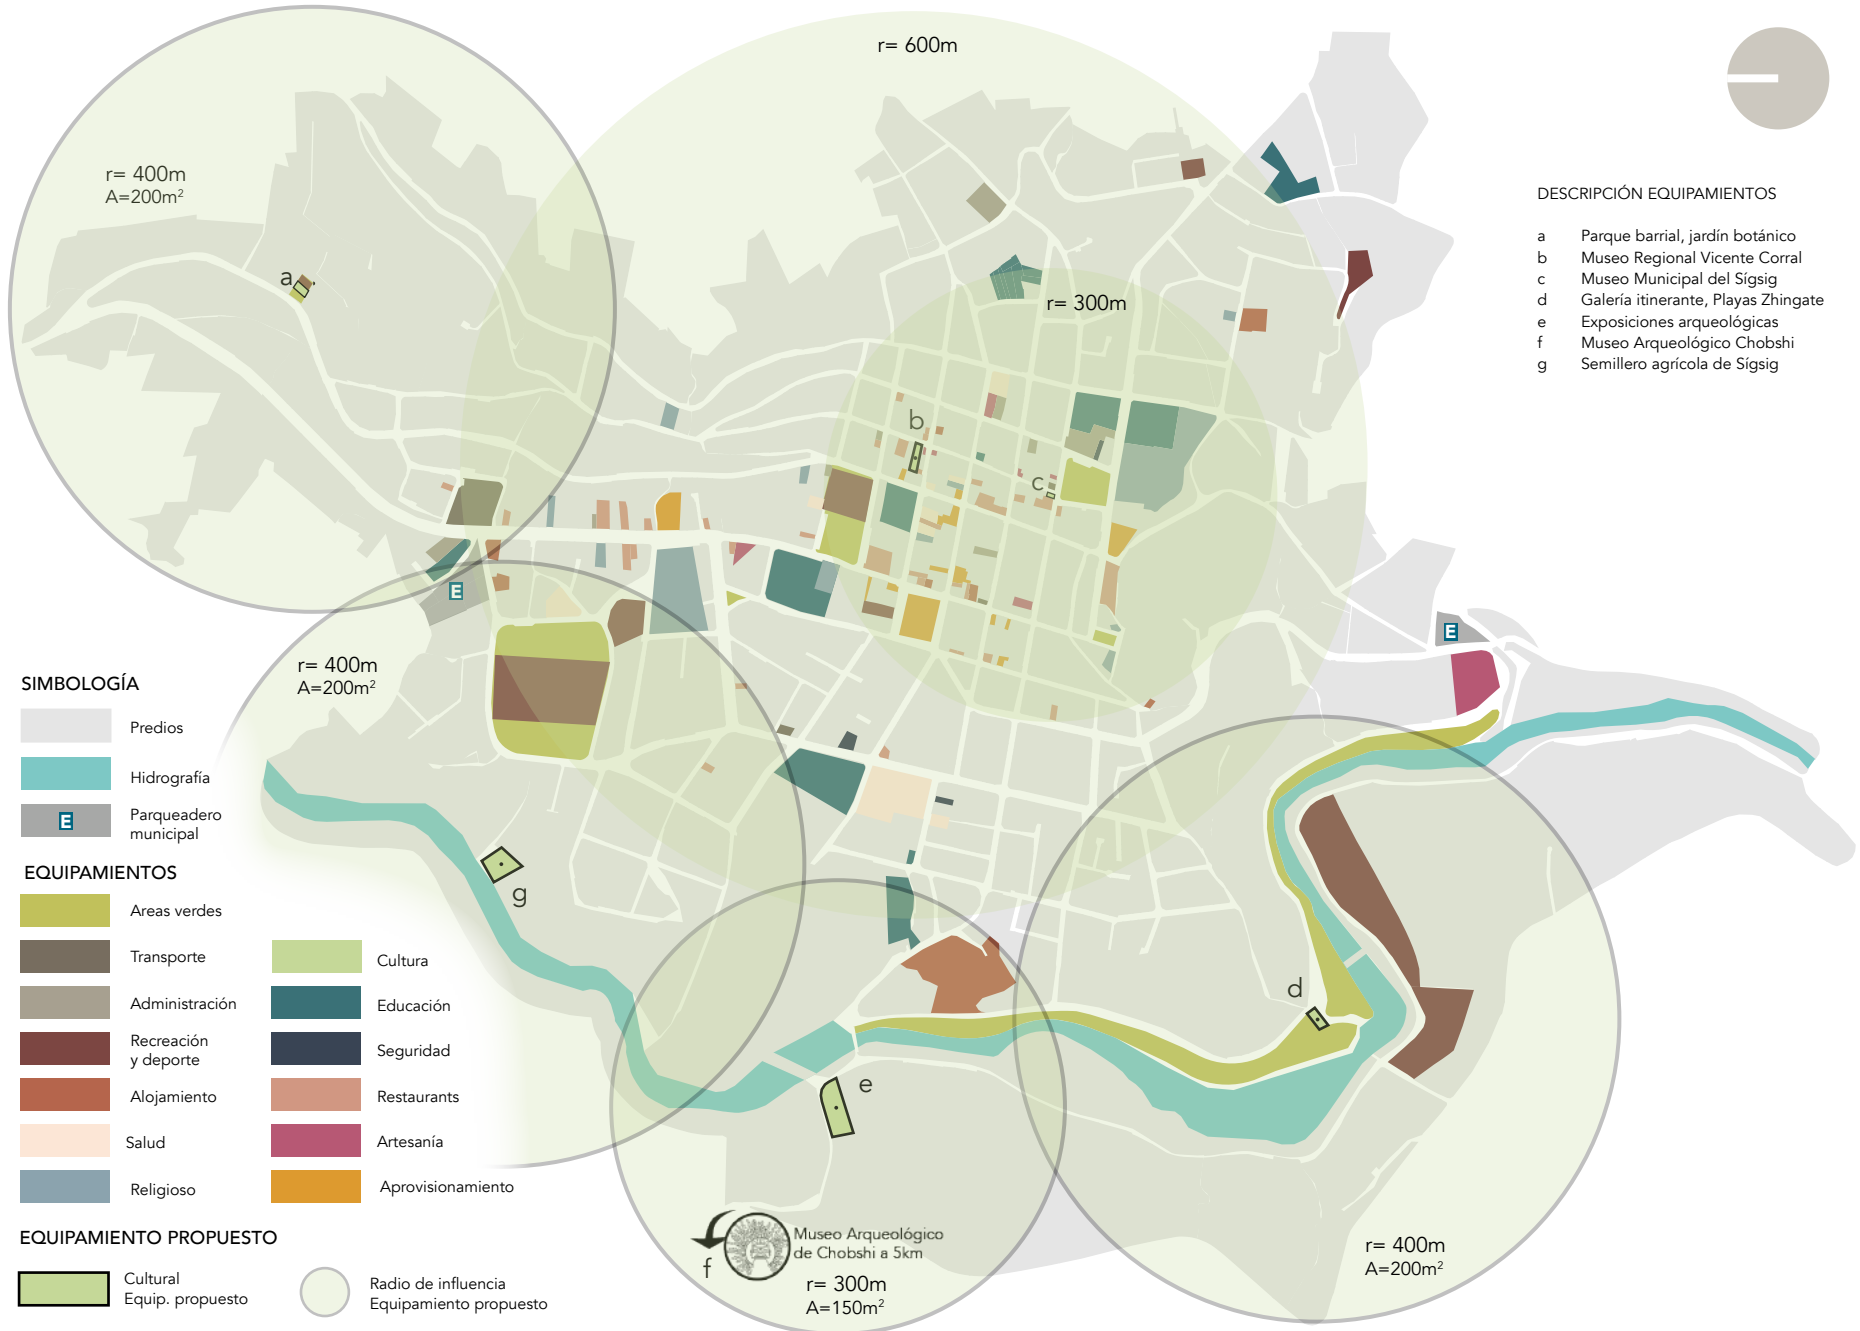 r= 600m
r= 400m
A=200m²
DESCRIPCIÓN EQUIPAMIENTOS
a Parque barrial, jardín botánico
b Museo Regional Vicente Corral
c Museo Municipal del Sígsig
d Galería itinerante, Playas Zhingate
e Exposiciones arqueológicas
f Museo Arqueológico Chobshi
g Semillero agrícola de Sígsig
a
r= 300m
b
c
E
E
r= 400m
A=200m²
g
d
e
SIMBOLOGÍA
Predios
Hidrografía
E
Parqueadero
municipal
EQUIPAMIENTOS
Areas verdes
Transporte
Administración
Recreación
y deporte
Alojamiento
Salud
Religioso
Cultura
Educación
Seguridad
Restaurants
Artesanía
Aprovisionamiento
EQUIPAMIENTO PROPUESTO
Cultural
Equip. propuesto
Radio de influencia
Equipamiento propuesto
f
Museo Arqueológico
de Chobshi a 5km
r= 300m
A=150m²
r= 400m
A=200m²